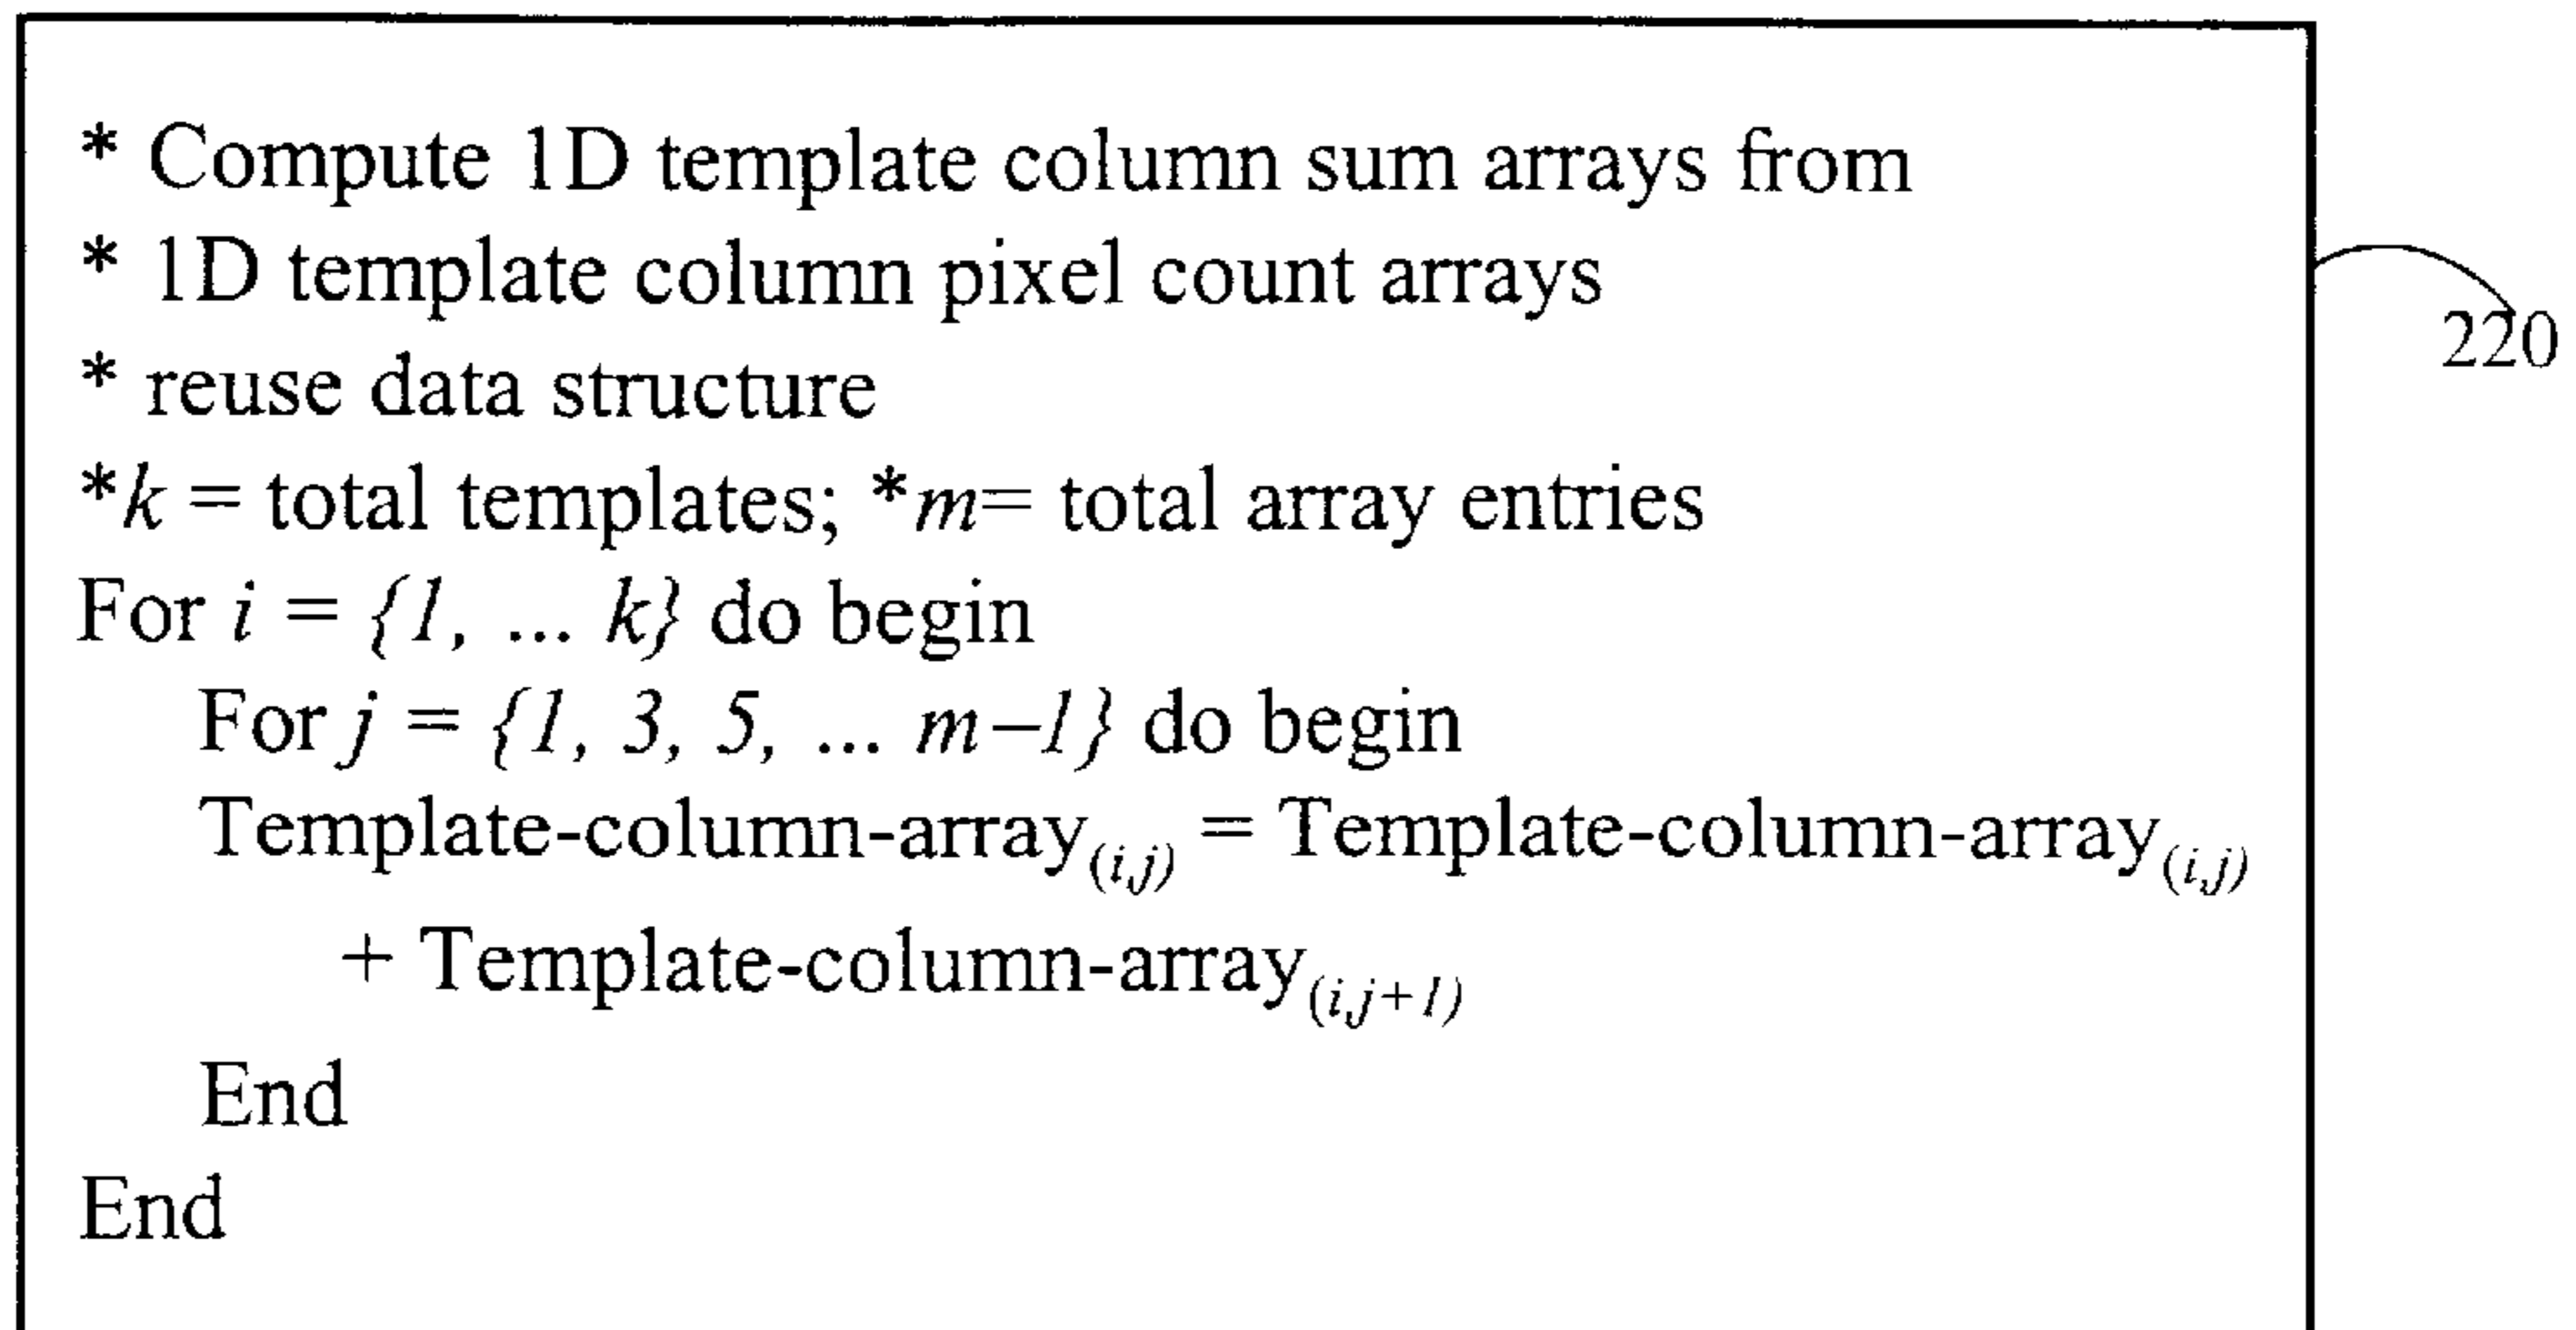 * Compute 1D template column sum arrays from
* 1D template column pixel count arrays
* reuse data structure
*k = total templates; *m= total array entries
For i = {1, ... k} do begin
For j = {1, 3, 5, ... m–1} do begin
Template-column-array(i,j) = Template-column-array(i,j)
+ Template-column-array(i,j+1)
End
End
220